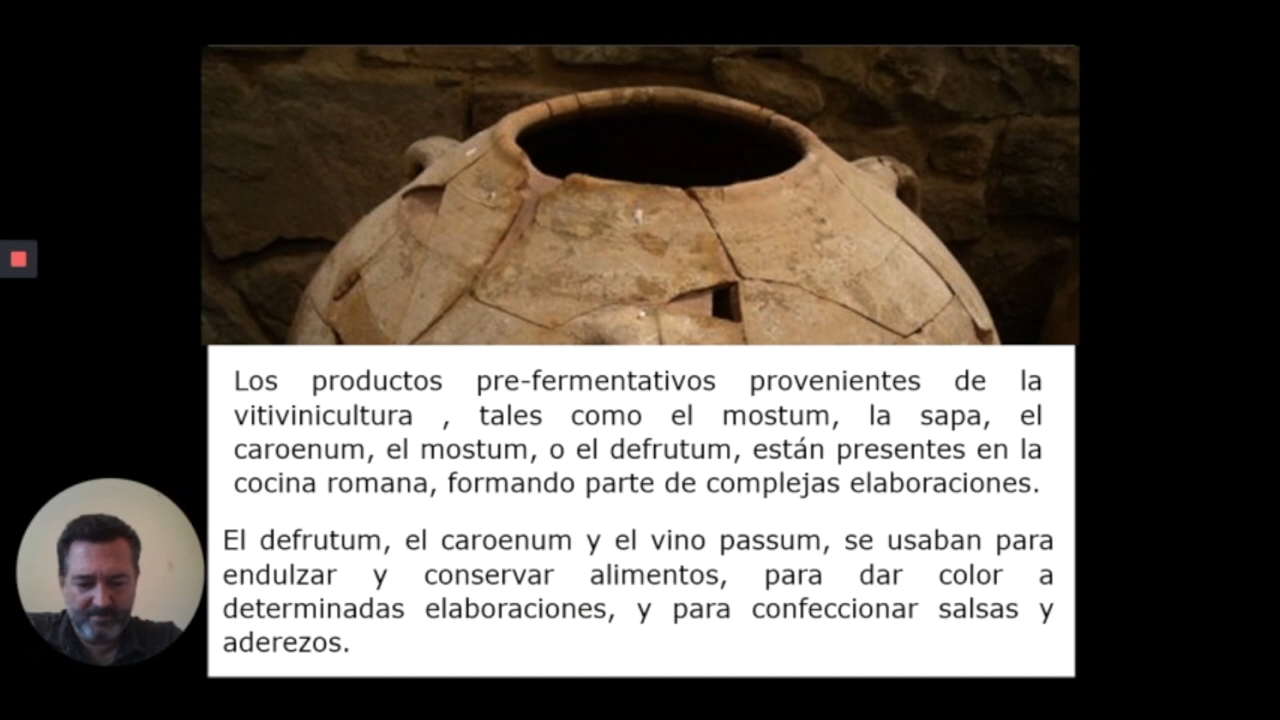 Los productos pre-fermentativos provenientes de la
vitivinicultura , tales como el mostum, la sapa, el
caroenum, el mostum, o el defrutum, están presentes en la
cocina romana, formando parte de complejas elaboraciones.
El defrutum, el caroenum y el vino passum, se usaban para
endulzar y conservar alimentos, para dar color a
determinadas elaboraciones, y para confeccionar salsas y
aderezos.